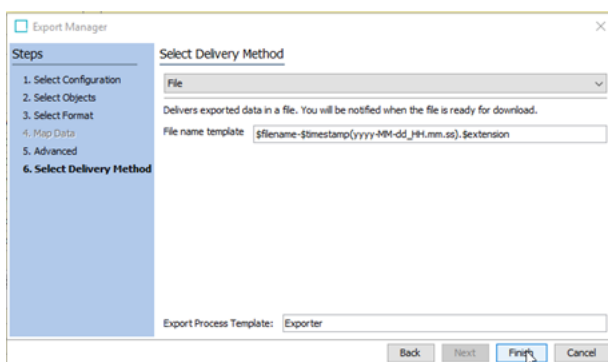 Export Manager
Steps
1. Select Configuration
2. Select Objects
3. Select Format
4. Map Data
5. Advanced
6. Select Delivery Method
Select Delivery Method
File
Delivers exported data in a file. You will be notified when the file is ready for download.
File name template
$filename-$timestamp(yyyy-MM-dd_HH.mm.ss).$extension
Export Process Template: Exporter
Back Next Finish Cancel